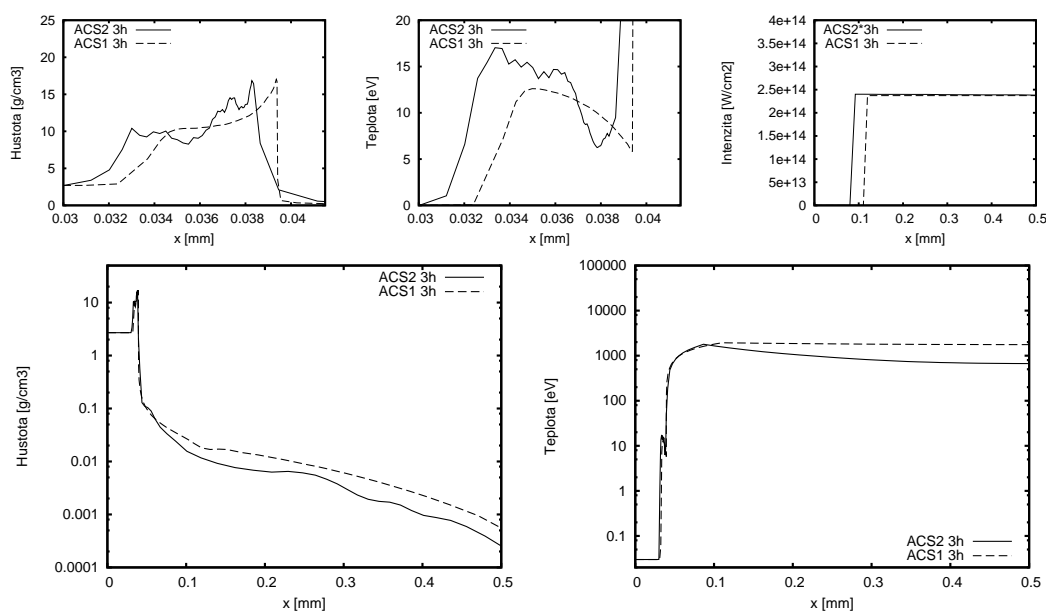 ACS2 3h
ACS1 3h
Hustota [g/cm3]
25
20
15
10
5
0
0.03 0.032 0.034 0.036 0.038 0.04
x [mm]
ACS2 3h
ACS1 3h
Teplota [eV]
20
15
10
5
0
0.03 0.032 0.034 0.036 0.038 0.04
x [mm]
ACS2*3h
ACS1 3h
Intenzita [W/cm2]
4e+14
3.5e+14
3e+14
2.5e+14
2e+14
1.5e+14
1e+14
5e+13
0
0 0.1 0.2 0.3 0.4 0.5
x [mm]
ACS2 3h
ACS1 3h
Hustota [g/cm3]
10
1
0.1
0.01
0.001
0.0001
0 0.1 0.2 0.3 0.4 0.5
x [mm]
Teplota [eV]
100000
10000
1000
100
10
1
0.1
ACS2 3h
ACS1 3h
0 0.1 0.2 0.3 0.4 0.5
x [mm]